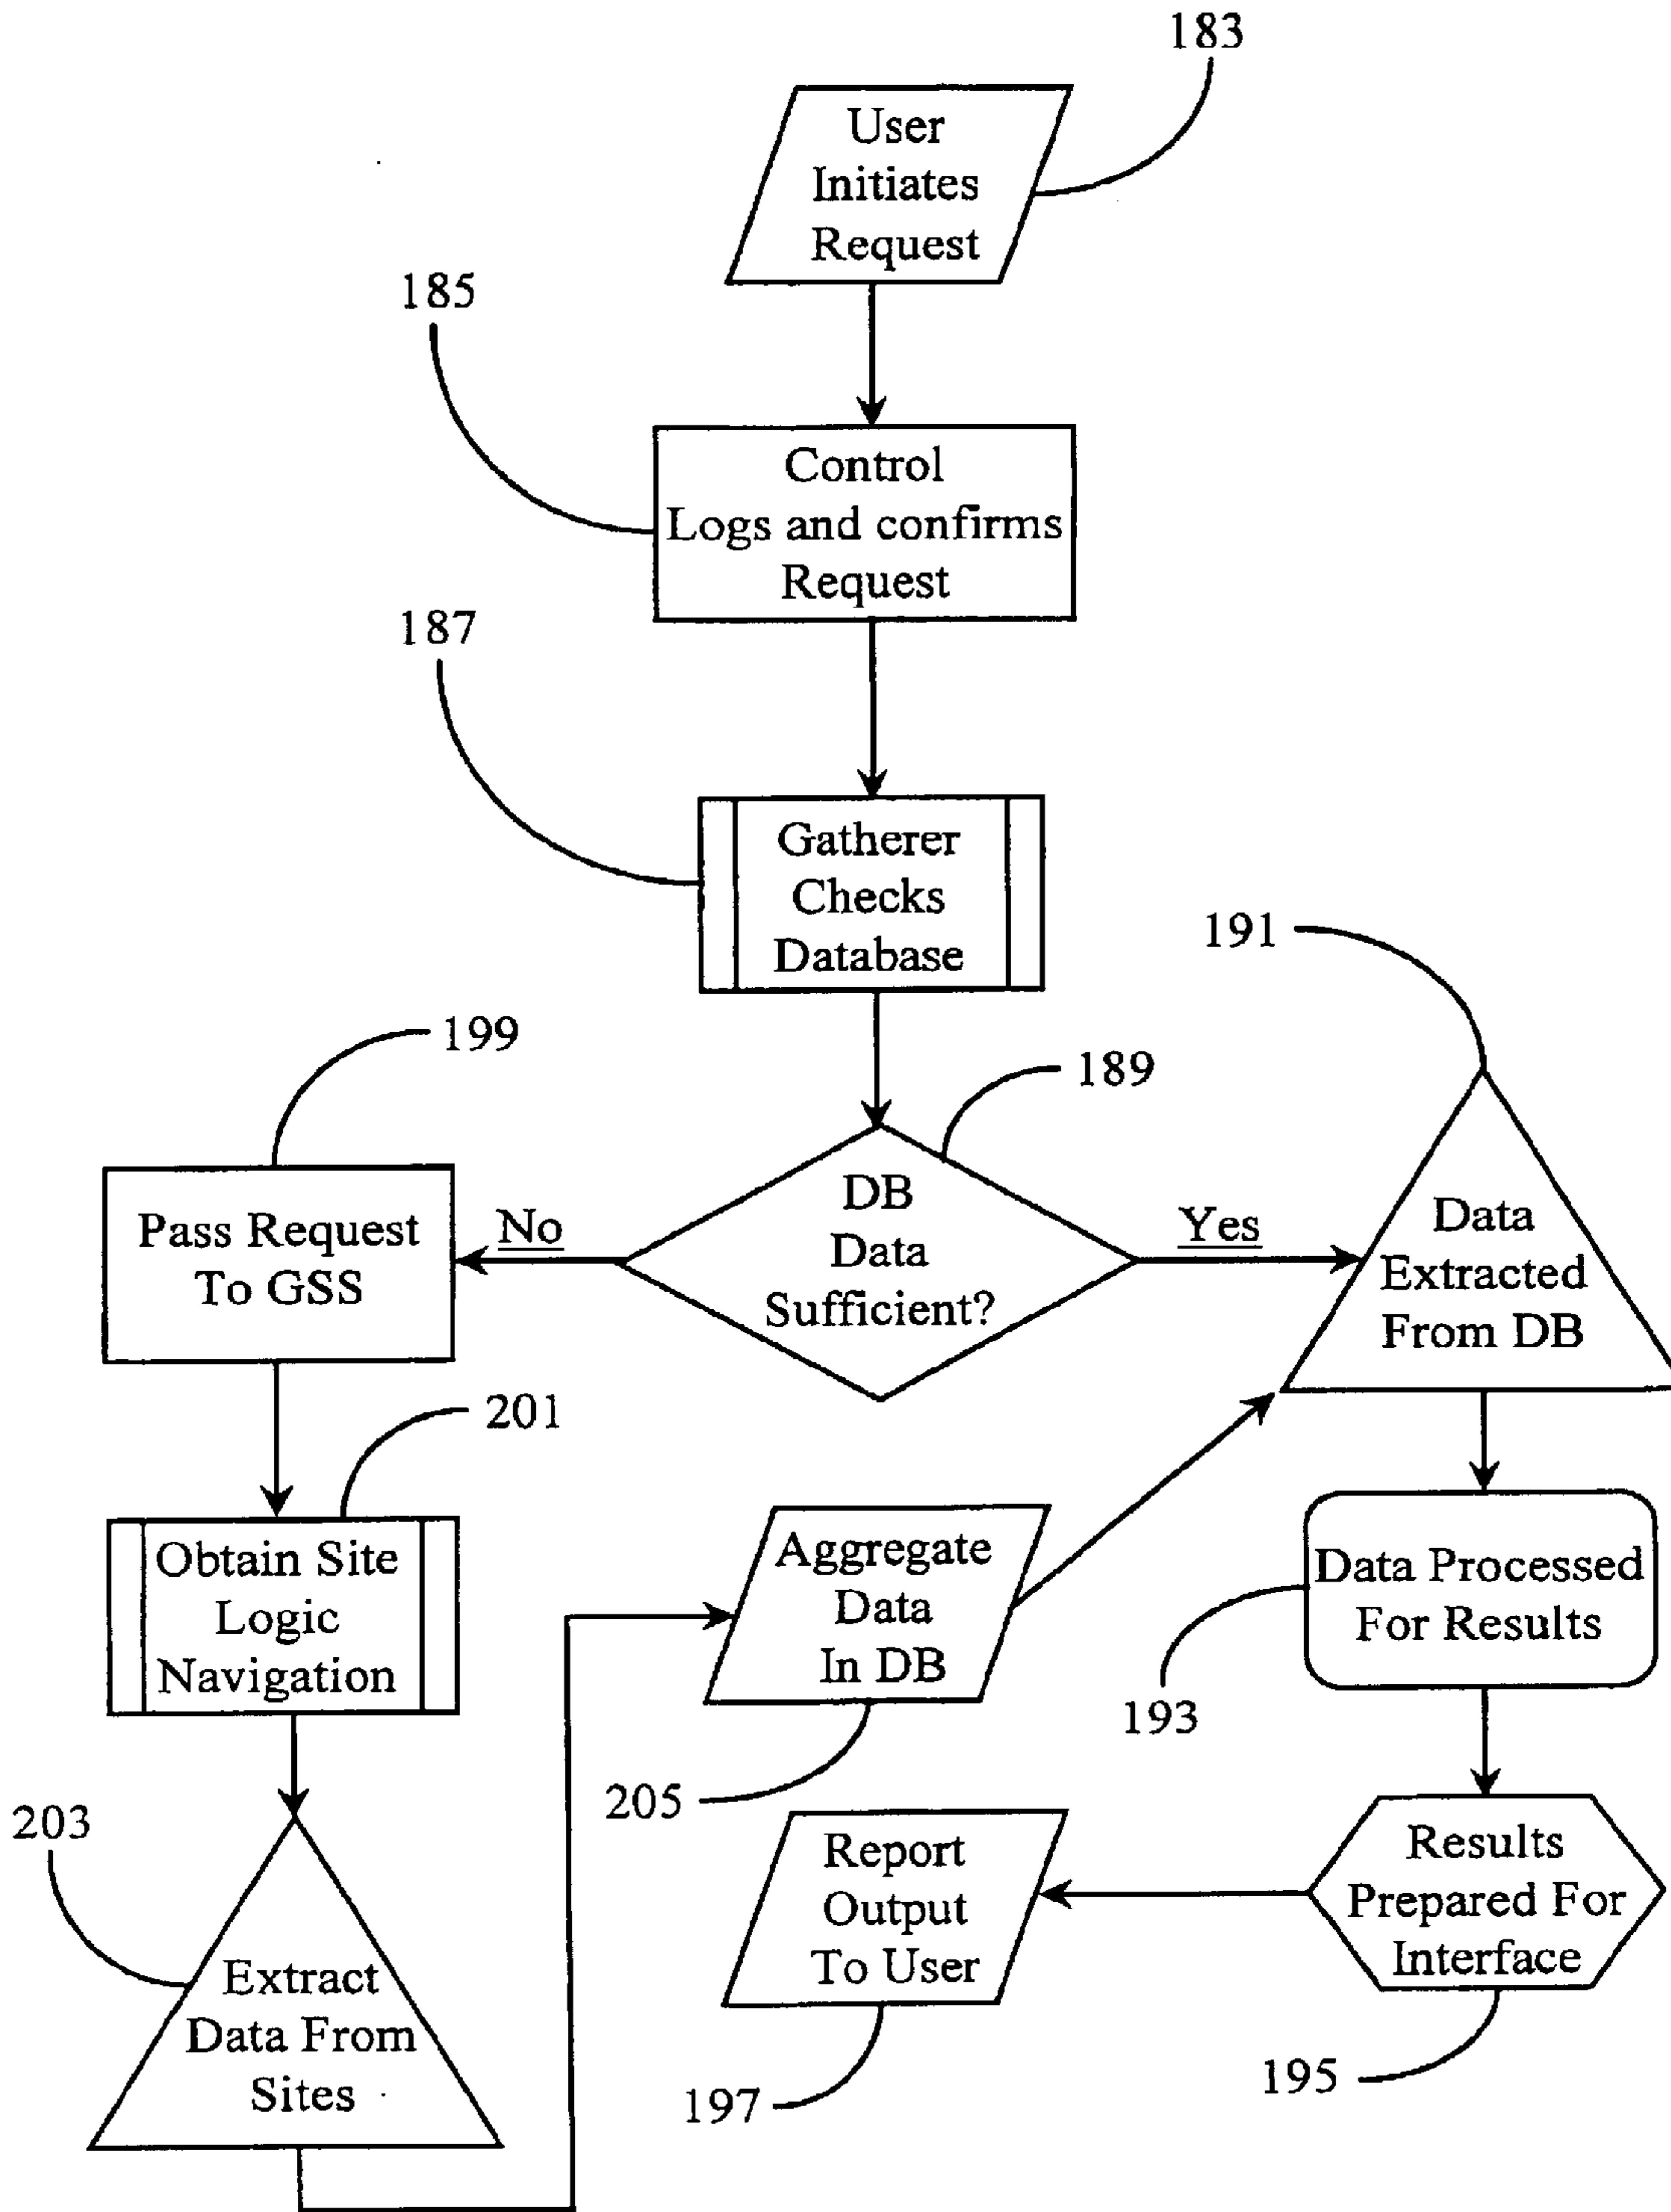 183
User
Initiates
Request
185
Control
Logs and confirms
Request
187
Gatherer
Checks
Database
191
199
189
DB
Data
Sufficient?
No
Yes
Pass Request
To GSS
Data
Extracted
From DB
201
Obtain Site
Logic
Navigation
Aggregate
Data
In DB
Data Processed
For Results
193
205
203
Extract
Data From
Sites
Report
Output
To User
Results
Prepared For
Interface
197
195